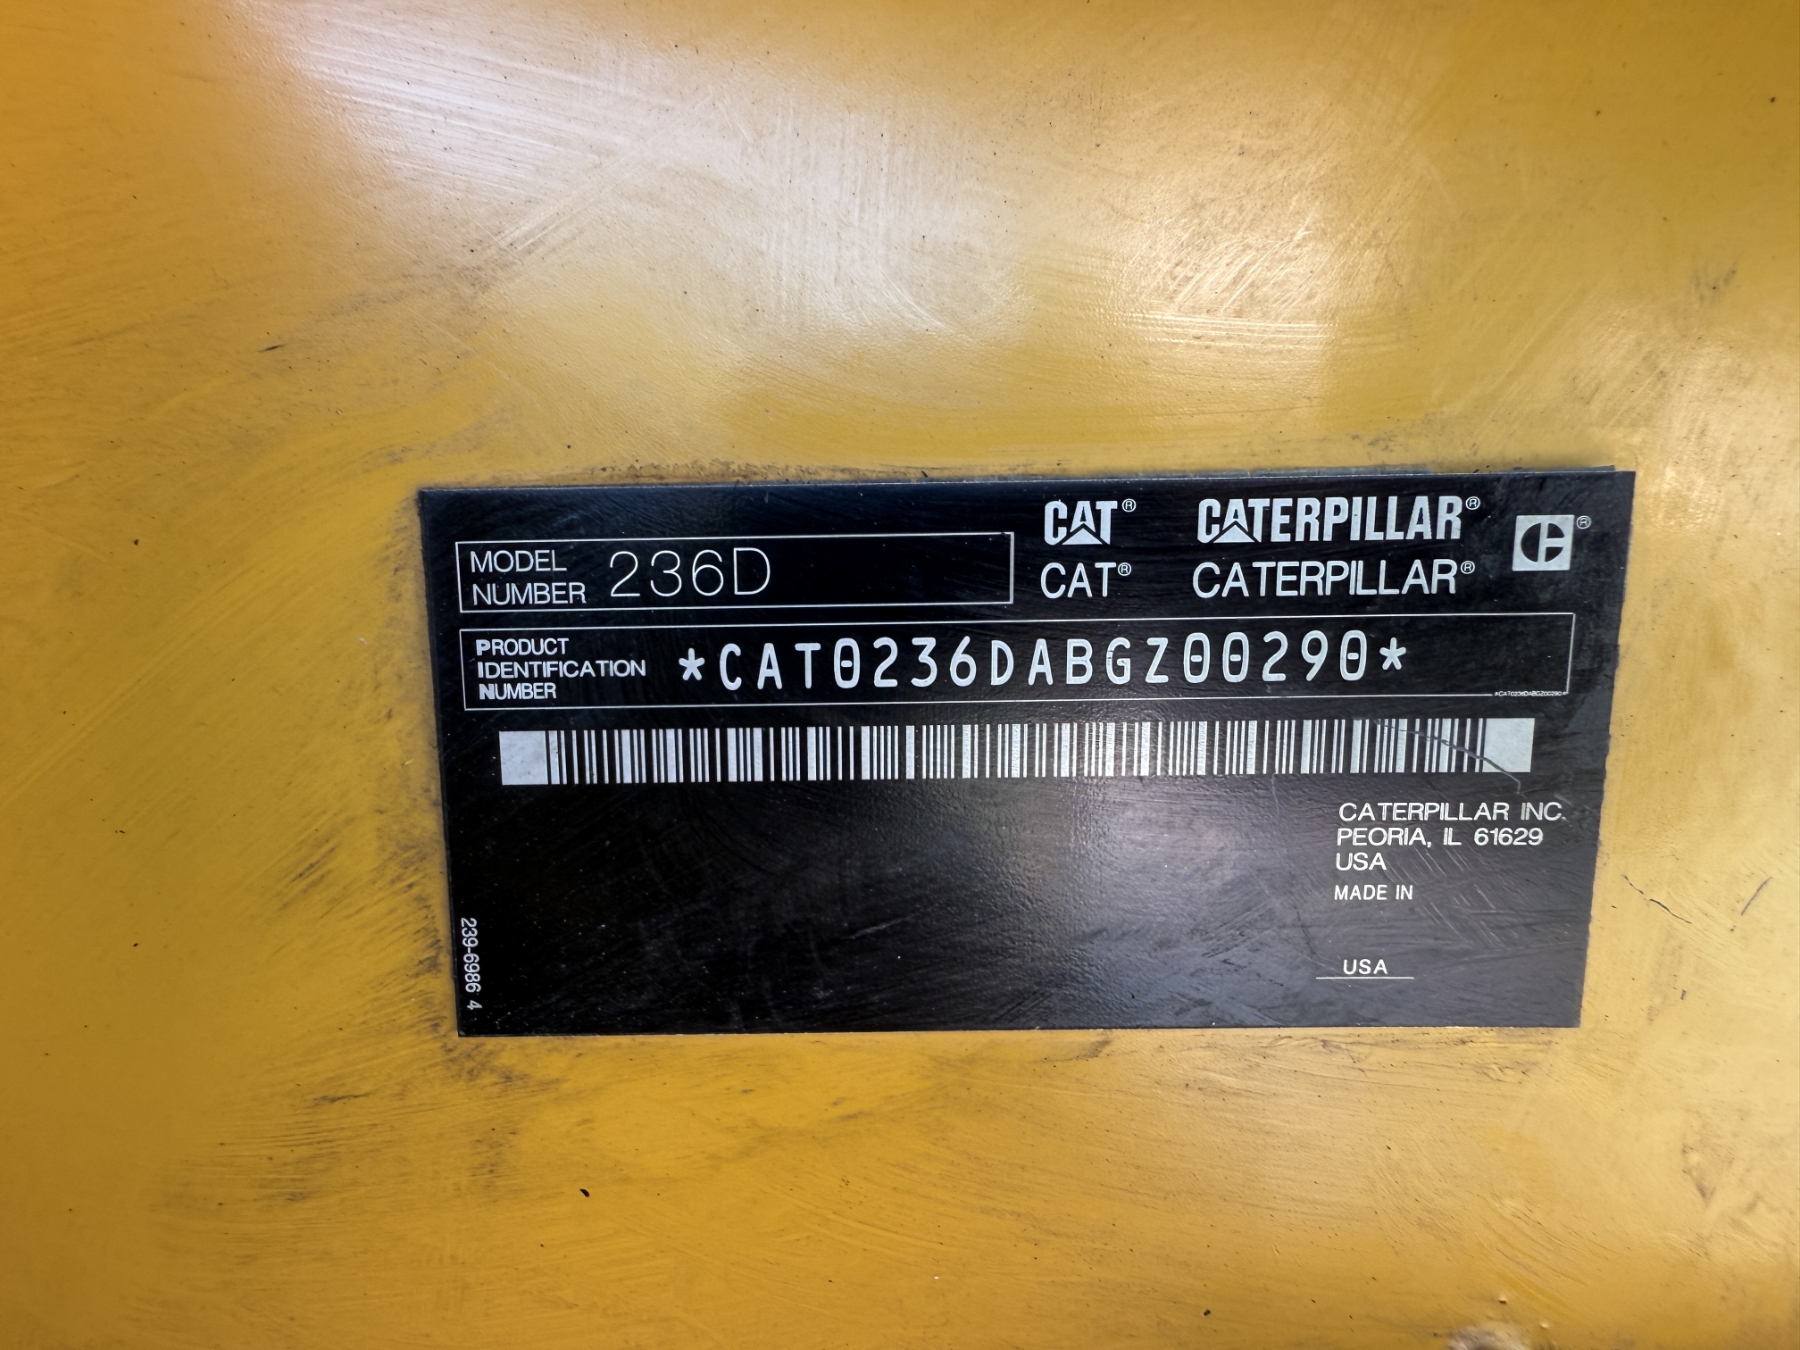 MODEL
NUMBER 236D
CAT® CATERPILLAR®
CAT® CATERPILLAR®
C®
PRODUCT
IDENTIFICATION
NUMBER
*CAT0236DABGZ00290*
*CAT0236DABGZ00290*
CATERPILLAR INC.
PEORIA, IL 61629
USA
MADE IN
USA
239-6986 4